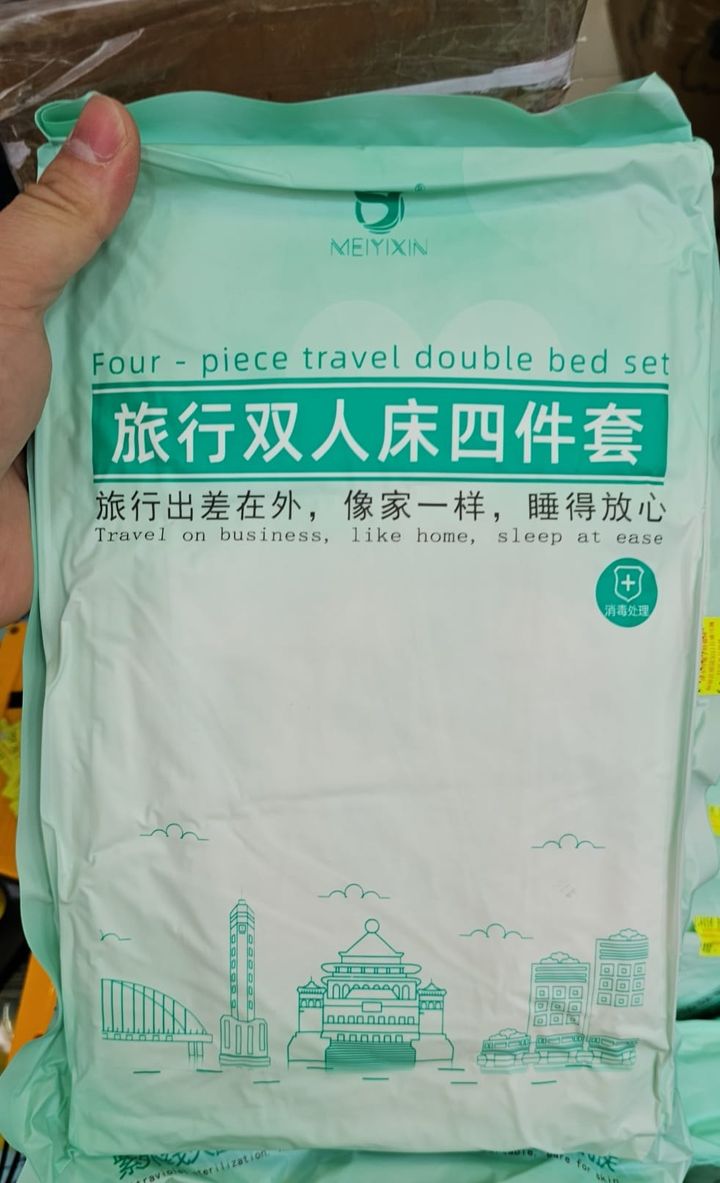 MEIYIXIN
Four - piece travel double bed set
旅行双人床四件套
旅行出差在外，像家一样，睡得放心
Travel on business, like home, sleep at ease
消毒处理
sterilization